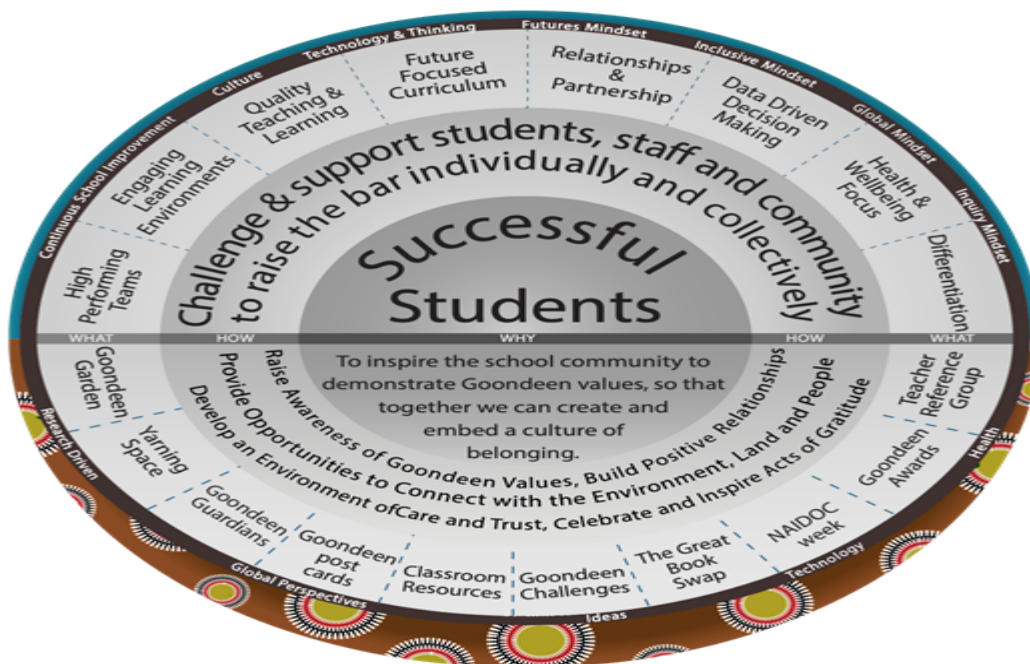 Continuous School Improvement
Culture
Technology & Thinking
Futures Mindset
Inclusive Mindset
Global Mindset
Inquiry Mindset
High
Performing
Teams
Engaging
Learning
Environments
Quality
Teaching &
Learning
Future
Focused
Curriculum
Relationships
&
Partnership
Data Driven
Decision
Making
Health &
Wellbeing
Focus
Differentiation
Challenge & support students, staff and community
to raise the bar individually and collectively
Successful
Students
WHAT
HOW
WHY
HOW
WHAT
To inspire the school community to
demonstrate Goondeen values, so that
together we can create and
embed a culture of
belonging.
Raise Awareness of Goondeen Values, Build Positive Relationships
Provide Opportunities to Connect with the Environment, Land and People
Develop an Environment ofCare and Trust, Celebrate and Inspire Acts of Gratitude
Goondeen
Garden
Yarning
Space
Goondeen
Guardians
Goondeen
post
cards
Classroom
Resources
Goondeen
Challenges
The Great
Book
Swap
NAIDOC
week
Goondeen
Awards
Teacher
Reference
Group
Research Driven
Global Perspectives
Ideas
Technology
Health